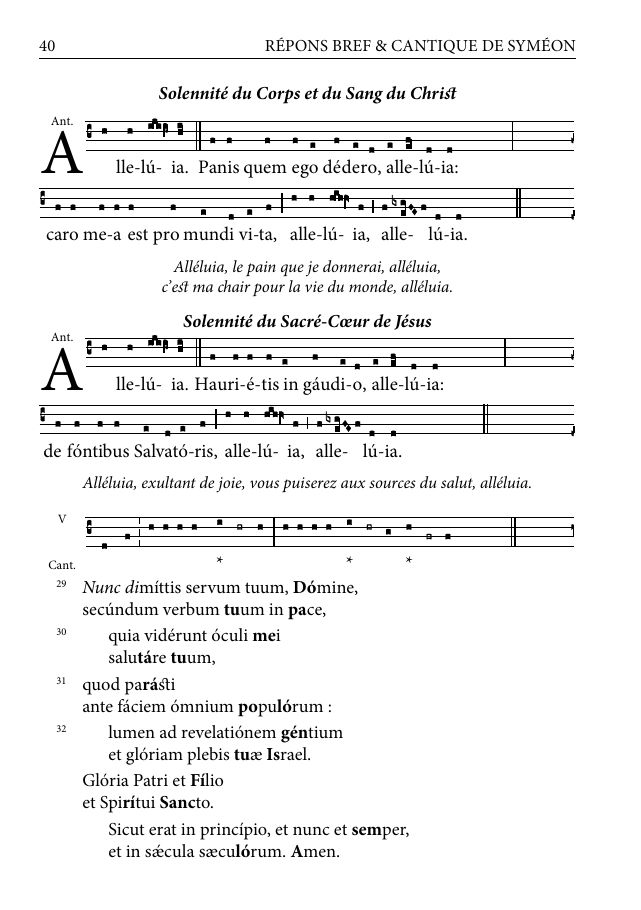 40 RÉPONS BREF & CANTIQUE DE SYMÉON
Solennité du Corps et du Sang du Christ
Ant.
A lle-lú- ia. Panis quem ego dédero, alle-lú-ia:
caro me-a est pro mundi vi-ta, alle-lú- ia, alle- lú-ia.
Alléluia, le pain que je donnerai, alléluia,
c’est ma chair pour la vie du monde, alléluia.
Solennité du Sacré-Cœur de Jésus
Ant.
A lle-lú- ia. Hauri-é-tis in gáudi-o, alle-lú-ia:
de fóntibus Salvató-ris, alle-lú- ia, alle- lú-ia.
Alléluia, exultant de joie, vous puiserez aux sources du salut, alléluia.
V
* * *
Cant.
29 Nunc dimíttis servum tuum, Dómine,
secúndum verbum tuum in pace,
30 quia vidérunt óculi mei
salutáre tuum,
31 quod parásti
ante fáciem ómnium populórum :
32 lumen ad revelatiónem géntium
et glóriam plebis tuæ Israel.
Glória Patri et Fílio
et Spirítui Sancto.
Sicut erat in princípio, et nunc et semper,
et in sǽcula sæculórum. Amen.